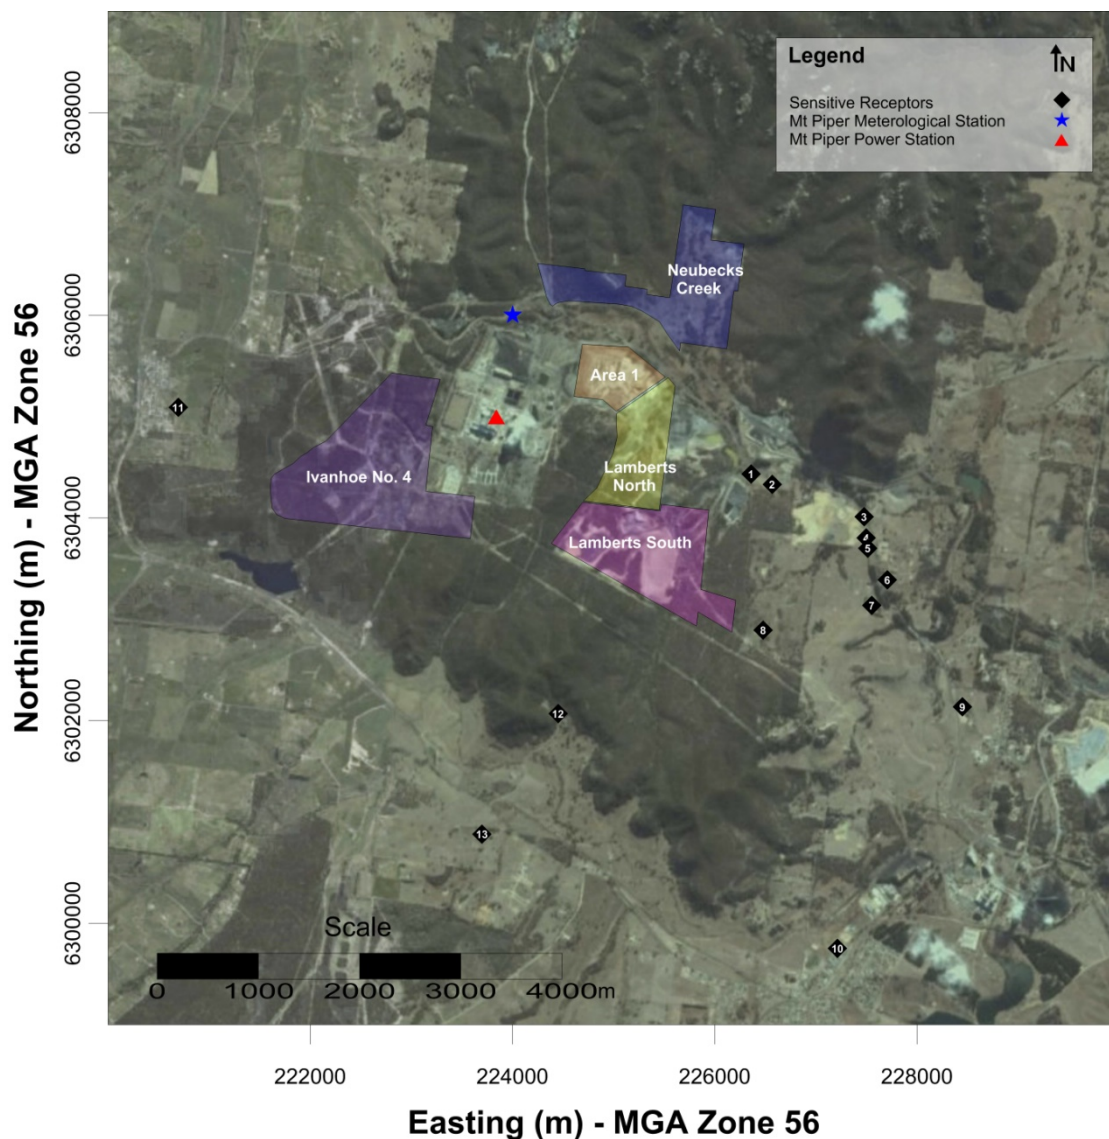 Legend
N
Sensitive Receptors
Mt Piper Meterological Station
Mt Piper Power Station
6308000
6306000
6304000
6302000
6300000
Northing (m) - MGA Zone 56
Neubecks
Creek
Area 1
Ivanhoe No. 4
Lamberts
North
Lamberts South
11
1
2
3
4
5
6
7
8
9
12
13
10
Scale
0 1000 2000 3000 4000m
222000 224000 226000 228000
Easting (m) - MGA Zone 56